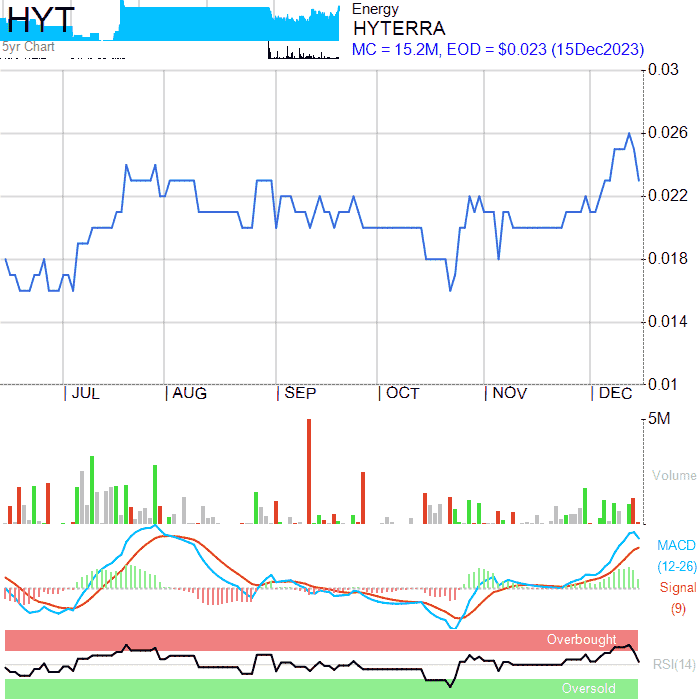 HYT
5yr Chart
Energy
HYTERRA
MC = 15.2M, EOD = $0.023 (15Dec2023)
0.03
0.026
0.022
0.018
0.014
0.01
JUL AUG SEP OCT NOV DEC
5M
Volume
MACD
(12-26)
Signal
(9)
Overbought
RSI(14)
Oversold